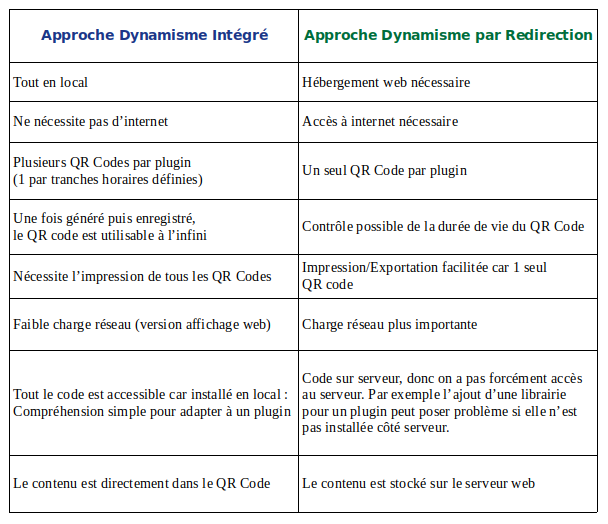 Approche Dynamisme Intégré
Approche Dynamisme par Redirection
Tout en local
Hébergement web nécessaire
Ne nécessite pas d’internet
Accès à internet nécessaire
Plusieurs QR Codes par plugin
(1 par tranches horaires définies)
Un seul QR Code par plugin
Une fois généré puis enregistré,
le QR code est utilisable à l’infini
Contrôle possible de la durée de vie du QR Code
Nécessite l’impression de tous les QR Codes
Impression/Exportation facilitée car 1 seul
QR code
Faible charge réseau (version affichage web)
Charge réseau plus importante
Tout le code est accessible car installé en local :
Compréhension simple pour adapter à un plugin
Code sur serveur, donc on a pas forcément accès
au serveur. Par exemple l’ajout d’une librairie
pour un plugin peut poser problème si elle n’est
pas installée côté serveur.
Le contenu est directement dans le QR Code
Le contenu est stocké sur le serveur web